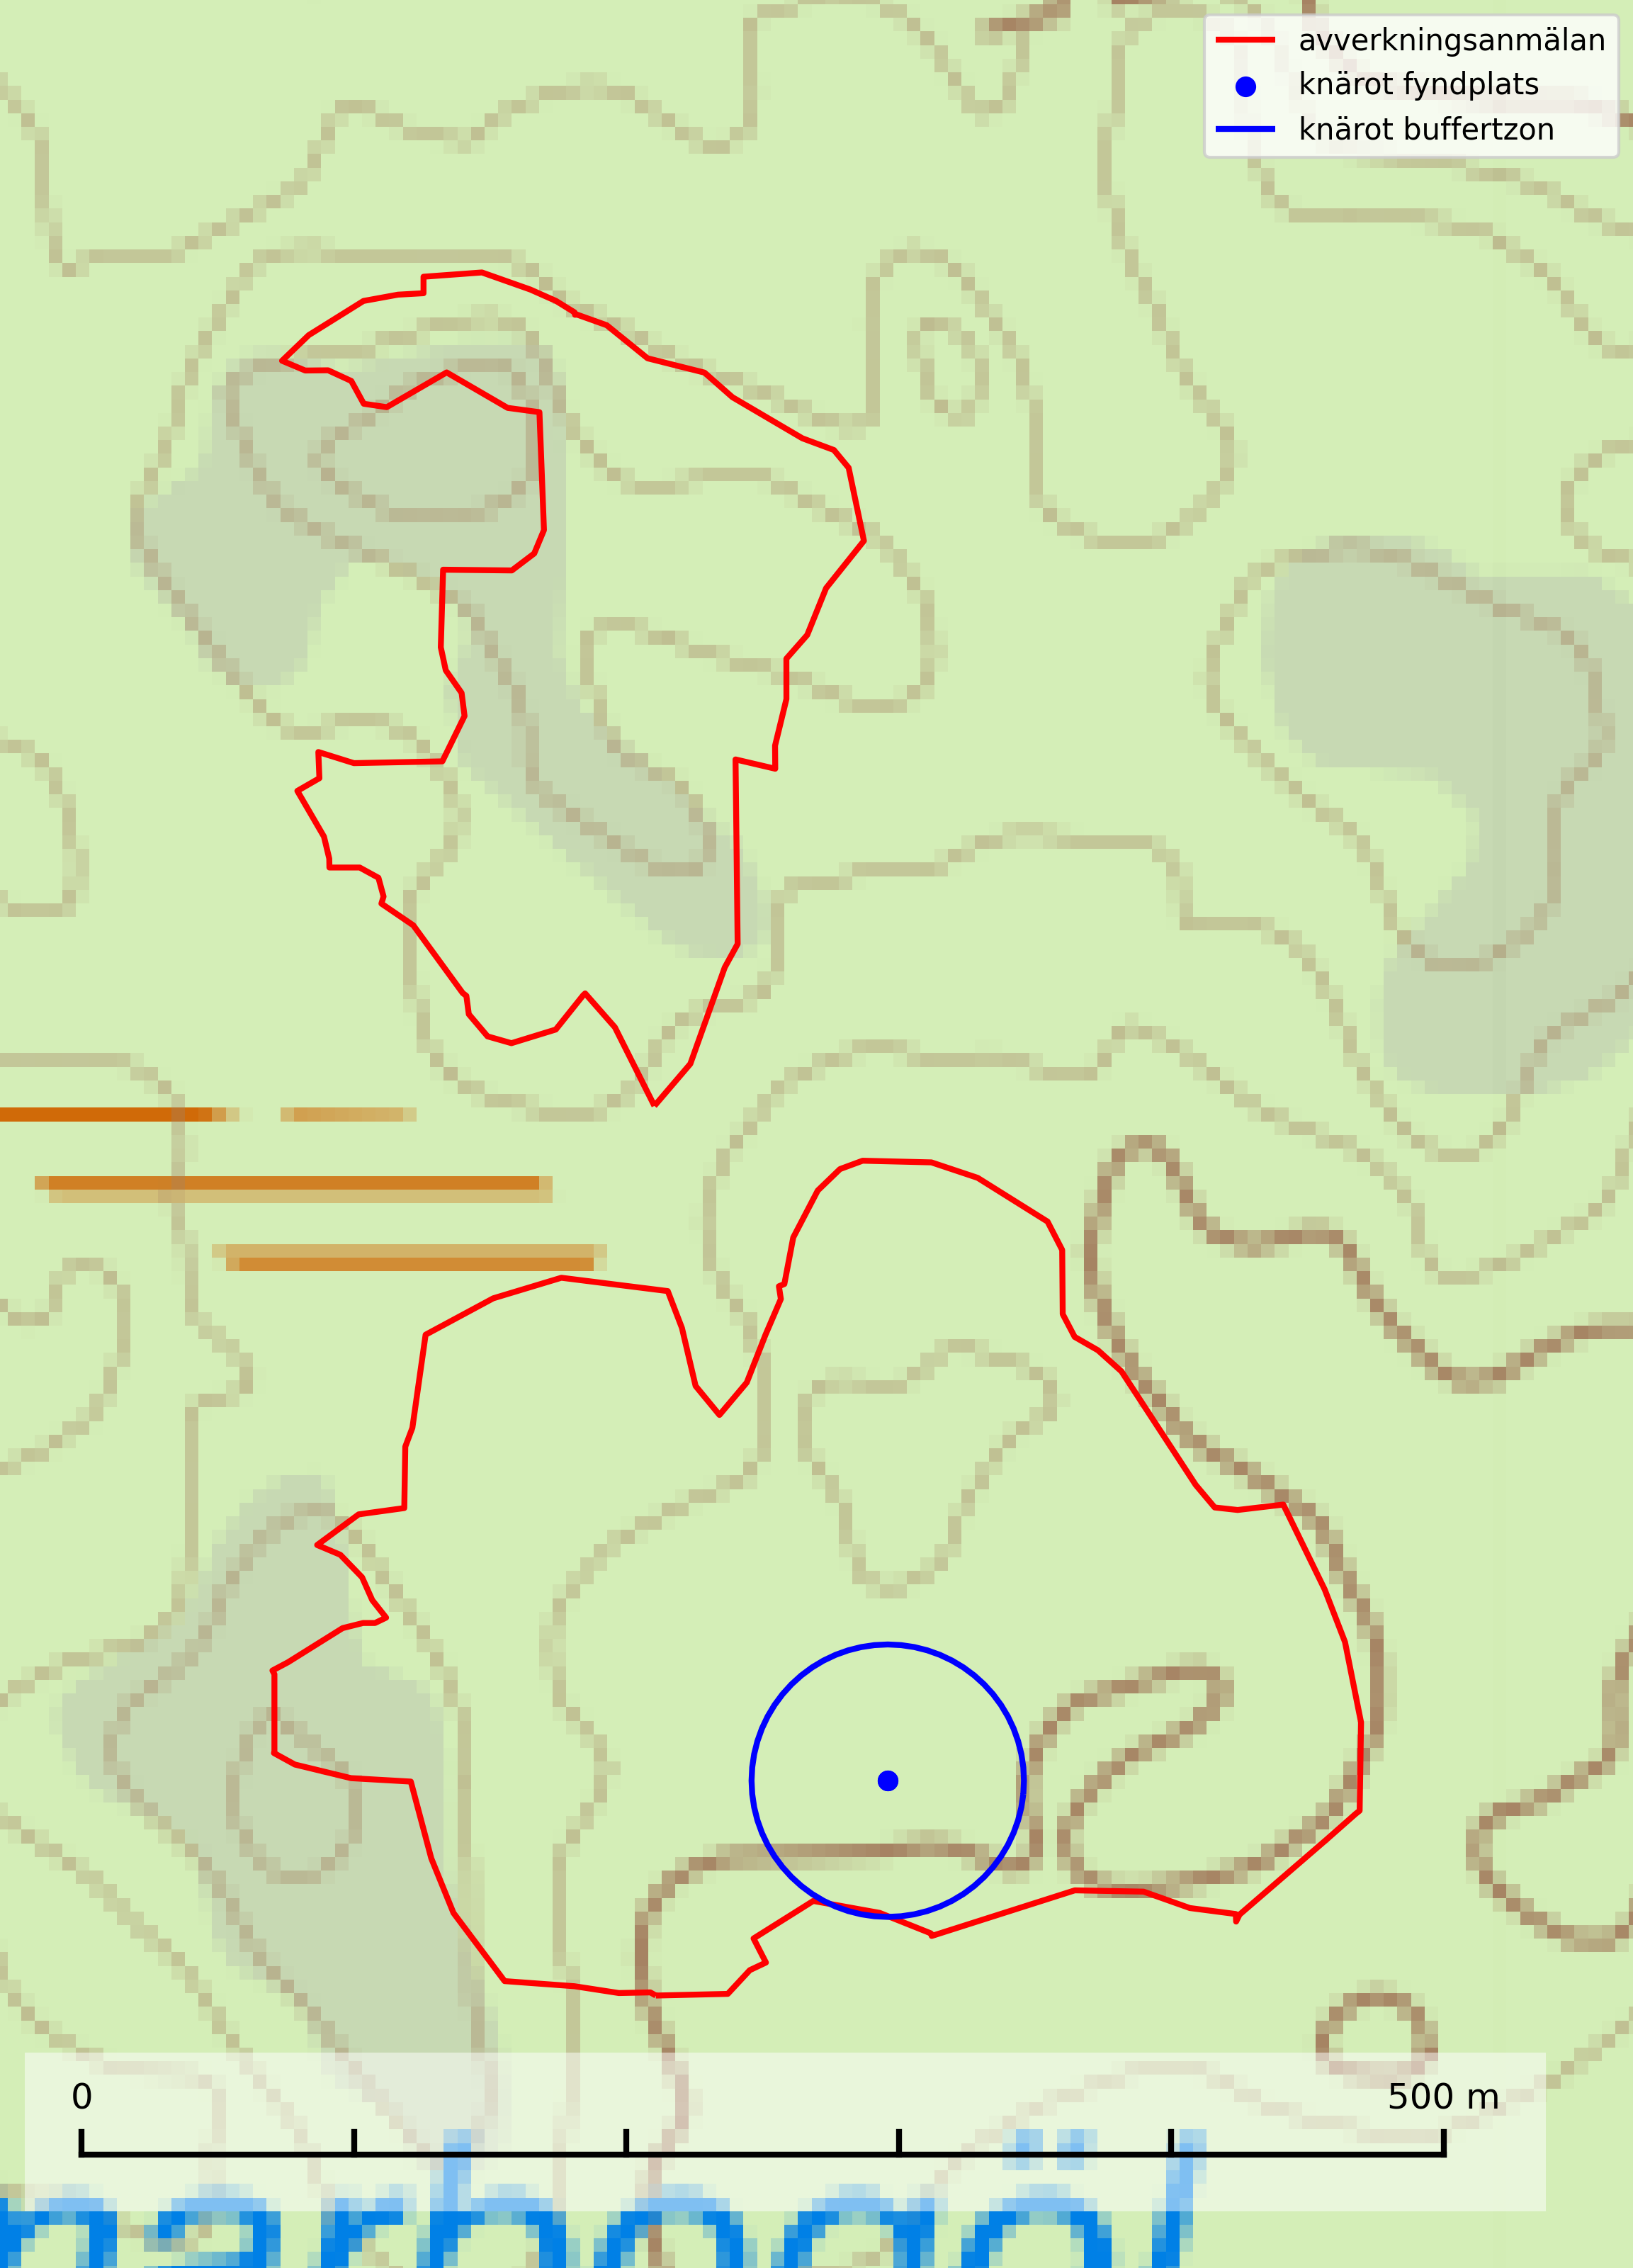 avverkningsanmälan
knärot fyndplats
knärot buffertzon
0 500 m